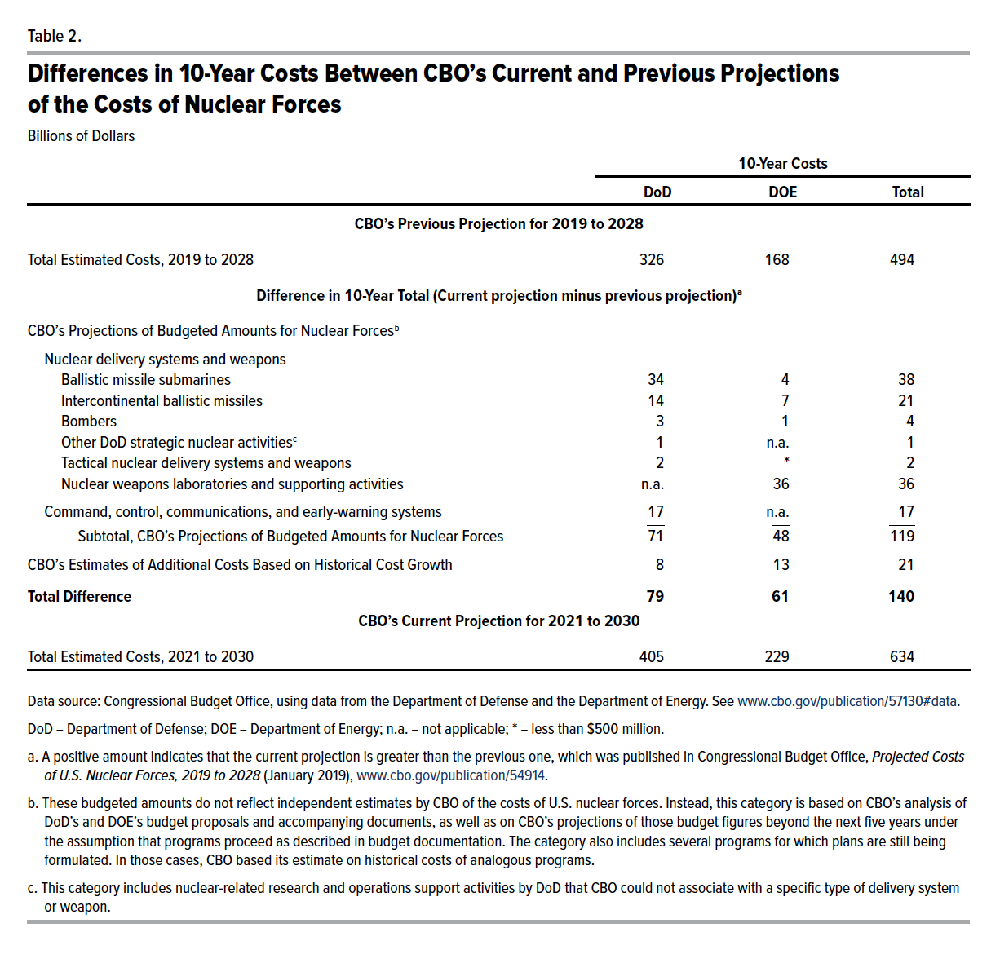 Table 2.
Differences in 10-Year Costs Between CBO’s Current and Previous Projections
of the Costs of Nuclear Forces
Billions of Dollars
10-Year Costs
DoD DOE Total
CBO’s Previous Projection for 2019 to 2028
Total Estimated Costs, 2019 to 2028 326 168 494
Difference in 10-Year Total (Current projection minus previous projection)ᵃ
CBO’s Projections of Budgeted Amounts for Nuclear Forcesᵇ
Nuclear delivery systems and weapons
Ballistic missile submarines 34 4 38
Intercontinental ballistic missiles 14 7 21
Bombers 3 1 4
Other DoD strategic nuclear activitiesᶜ 1 n.a. 1
Tactical nuclear delivery systems and weapons 2 * 2
Nuclear weapons laboratories and supporting activities n.a. 36 36
Command, control, communications, and early-warning systems 17 n.a. 17
Subtotal, CBO’s Projections of Budgeted Amounts for Nuclear Forces 71 48 119
CBO’s Estimates of Additional Costs Based on Historical Cost Growth 8 13 21
Total Difference 79 61 140
CBO’s Current Projection for 2021 to 2030
Total Estimated Costs, 2021 to 2030 405 229 634
Data source: Congressional Budget Office, using data from the Department of Defense and the Department of Energy. See www.cbo.gov/publication/57130#data.
DoD = Department of Defense; DOE = Department of Energy; n.a. = not applicable; * = less than $500 million.
a. A positive amount indicates that the current projection is greater than the previous one, which was published in Congressional Budget Office, Projected Costs
of U.S. Nuclear Forces, 2019 to 2028 (January 2019), www.cbo.gov/publication/54914.
b. These budgeted amounts do not reflect independent estimates by CBO of the costs of U.S. nuclear forces. Instead, this category is based on CBO’s analysis of
DoD’s and DOE’s budget proposals and accompanying documents, as well as on CBO’s projections of those budget figures beyond the next five years under
the assumption that programs proceed as described in budget documentation. The category also includes several programs for which plans are still being
formulated. In those cases, CBO based its estimate on historical costs of analogous programs.
c. This category includes nuclear-related research and operations support activities by DoD that CBO could not associate with a specific type of delivery system
or weapon.